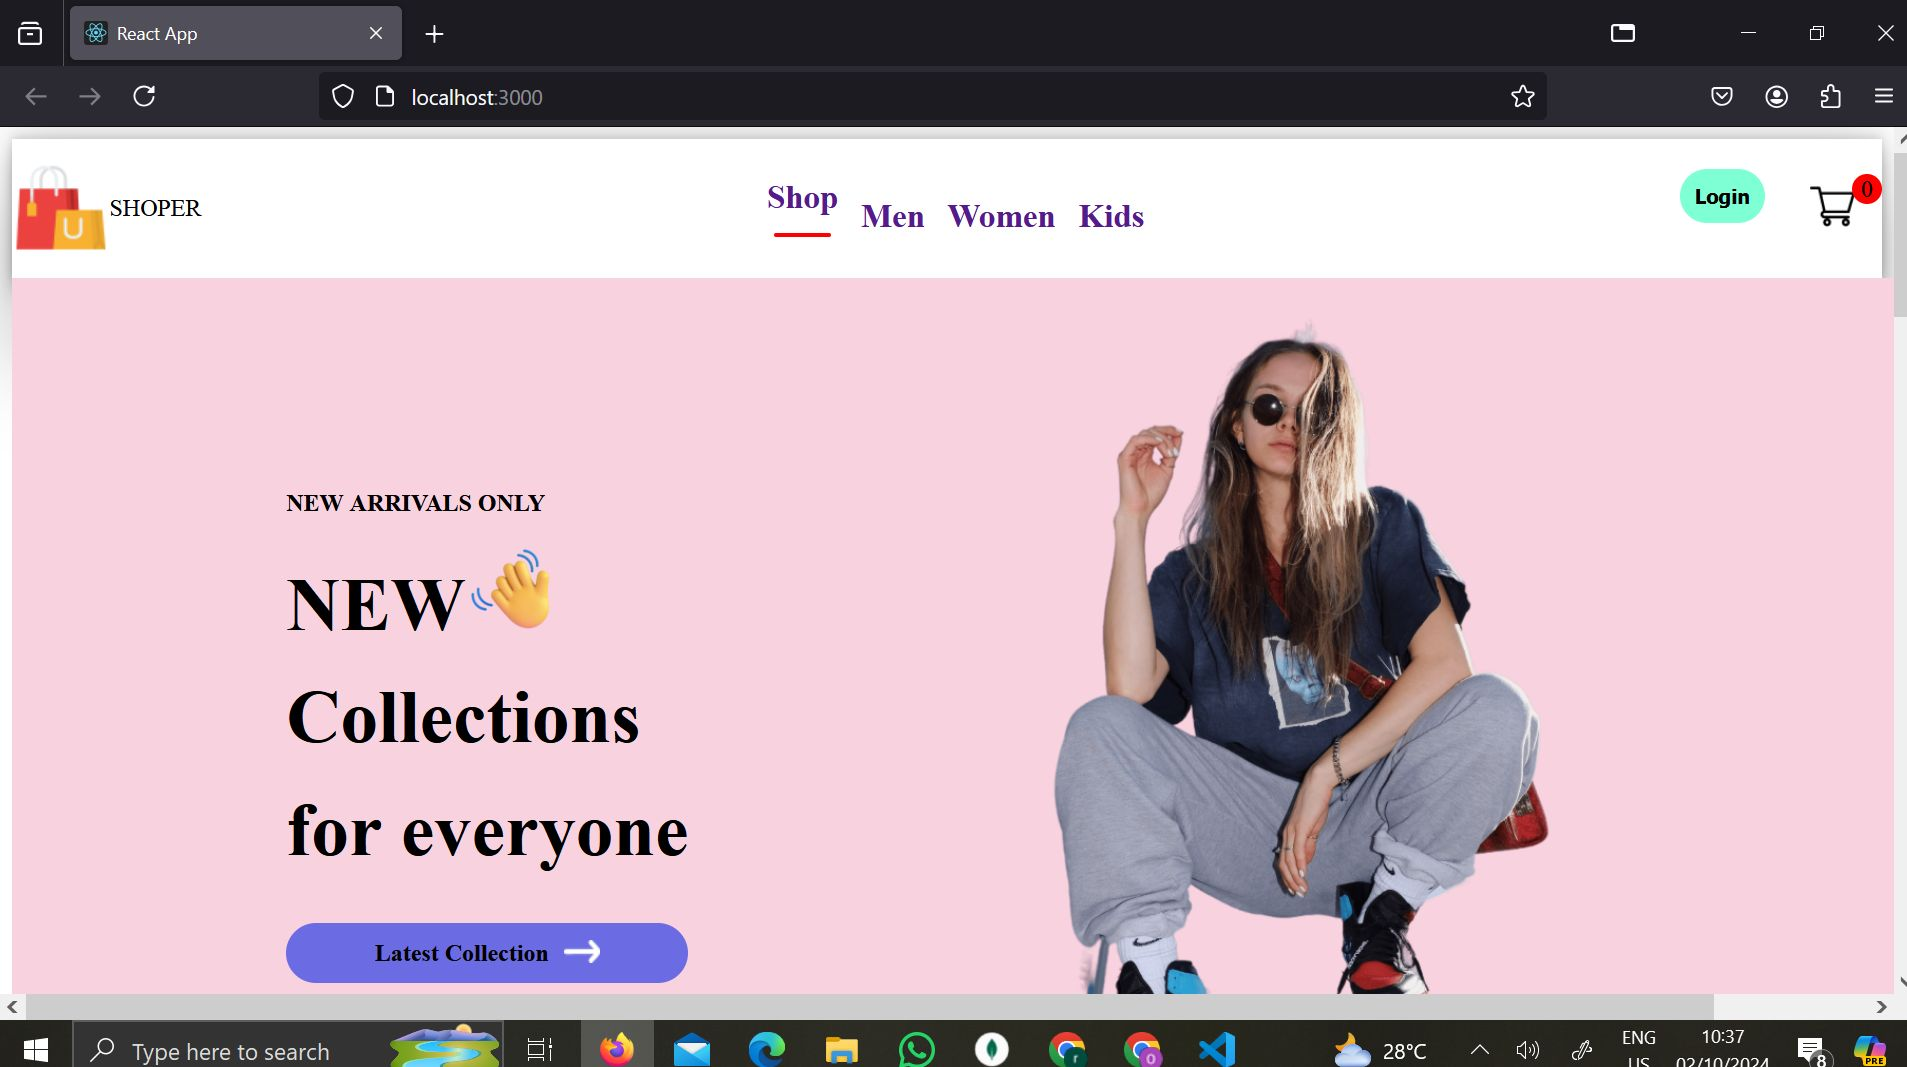 React App
localhost:3000
SHOPER
Shop
Men
Women
Kids
Login
0
NEW ARRIVALS ONLY
NEW
Collections
for everyone
Latest Collection
Type here to search
28°C
ENG
US
10:37
02/10/2024
8
PRE
U
r
O